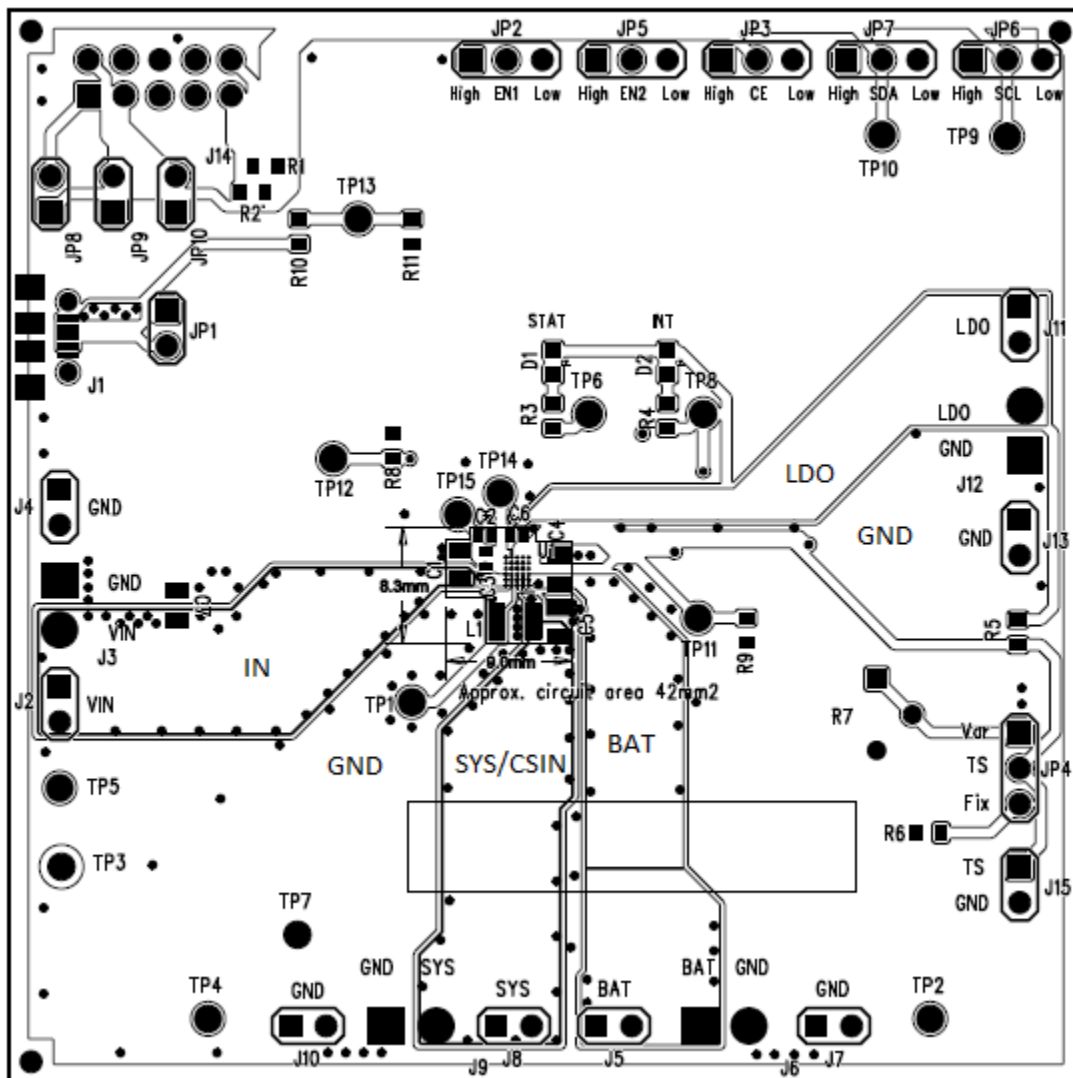 JP2 JP5 JP3 JP7 JP6
High EN1 Low High EN2 Low High CE Low High SDA Low High SCL Low
TP10 TP9
J14 R1
R2
TP13
JP8 JP9 JP10
R10 R11
JP1
J1
STAT INT
LDO J11
D1 D2
TP6 TP8
R3 R4
LDO
GND
TP12 R8 TP15 TP14
LDO
J12
J4 GND
C2 C6 C4
GND
GND J13
C1
8.3mm
C3
GND
VIN
J3
L1 C5
TP11 R9 R5
IN
9.0mm
Approx. circuit area 42mm2
J2 VIN
TP1
R7
GND SYS/CSIN BAT
Var
TS JP4
Fix
TP5
R6
TP3
TS
GND J15
TP7
GND SYS BAT GND
TP4 GND SYS BAT GND TP2
J10 J9 J8 J5 J6 J7